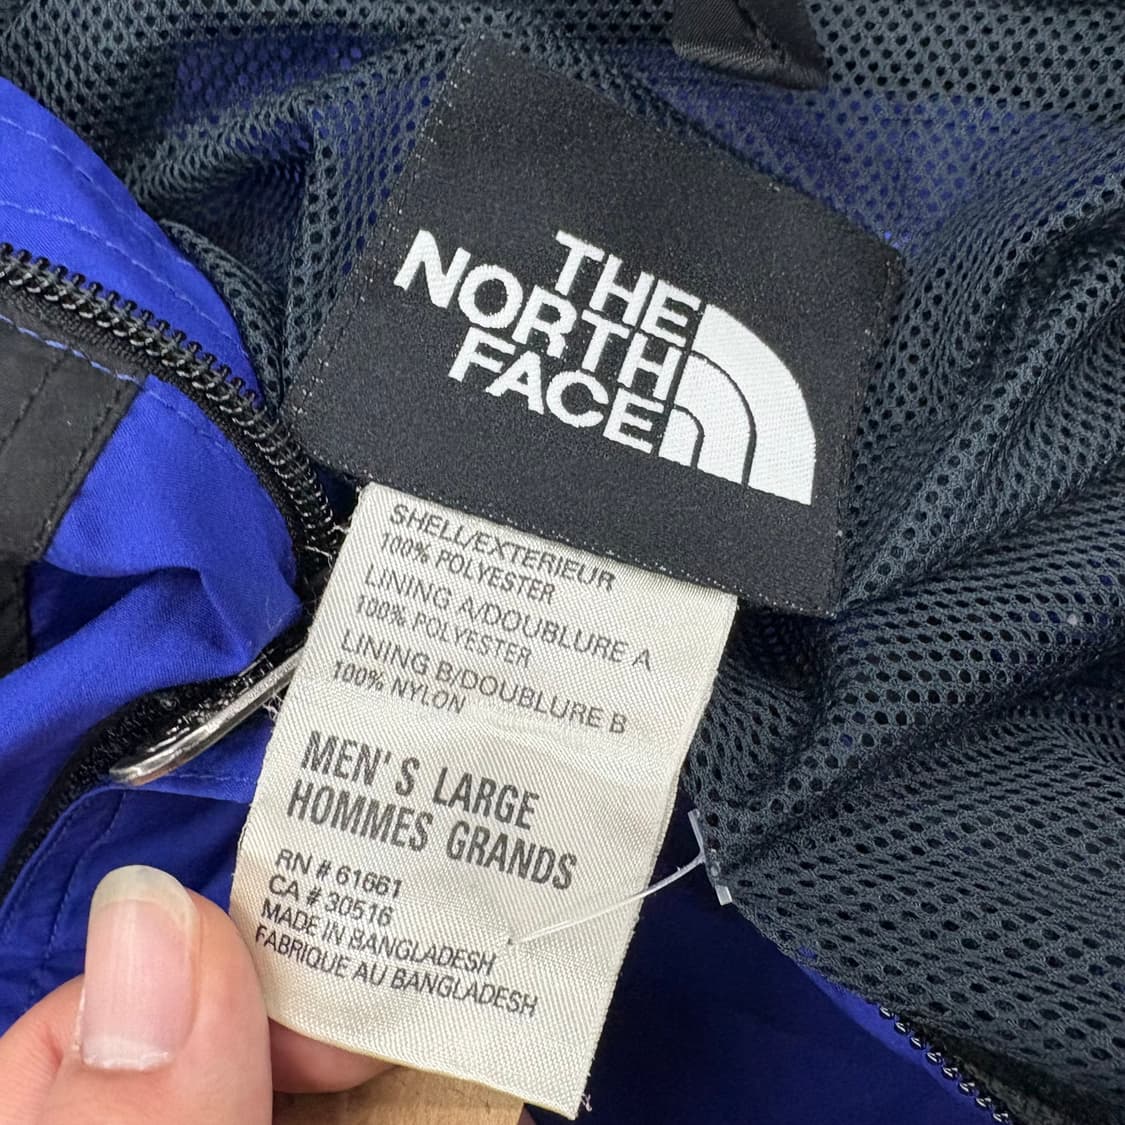 THE
NORTH
FACE
SHELL/EXTERIEUR
100% POLYESTER
LINING A/DOUBLURE A
100% POLYESTER
LINING B/DOUBLURE B
100% NYLON
MEN'S LARGE
HOMMES GRANDS
RN # 61661
CA # 30516
MADE IN BANGLADESH
FABRIQUE AU BANGLADESH